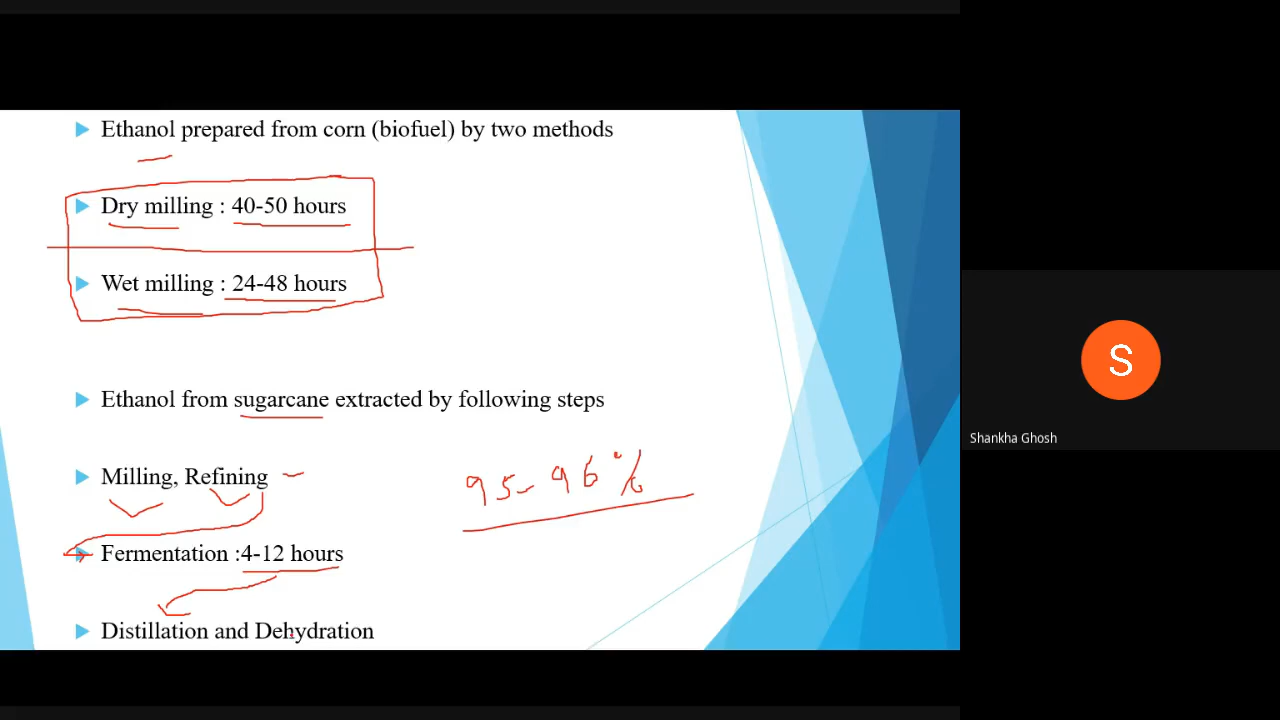 Ethanol prepared from corn (biofuel) by two methods
Dry milling : 40-50 hours
Wet milling : 24-48 hours
Ethanol from sugarcane extracted by following steps
Milling, Refining
95-96%
Fermentation :4-12 hours
Distillation and Dehydration
S
Shankha Ghosh